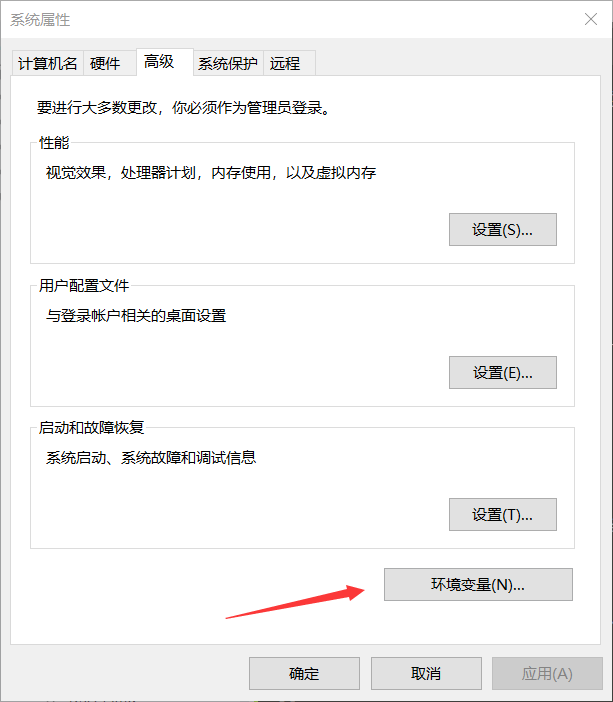 系统属性
计算机名 硬件 高级 系统保护 远程
要进行大多数更改，你必须作为管理员登录。
性能
视觉效果，处理器计划，内存使用，以及虚拟内存
设置(S)...
用户配置文件
与登录帐户相关的桌面设置
设置(E)...
启动和故障恢复
系统启动、系统故障和调试信息
设置(T)...
环境变量(N)...
确定 取消 应用(A)